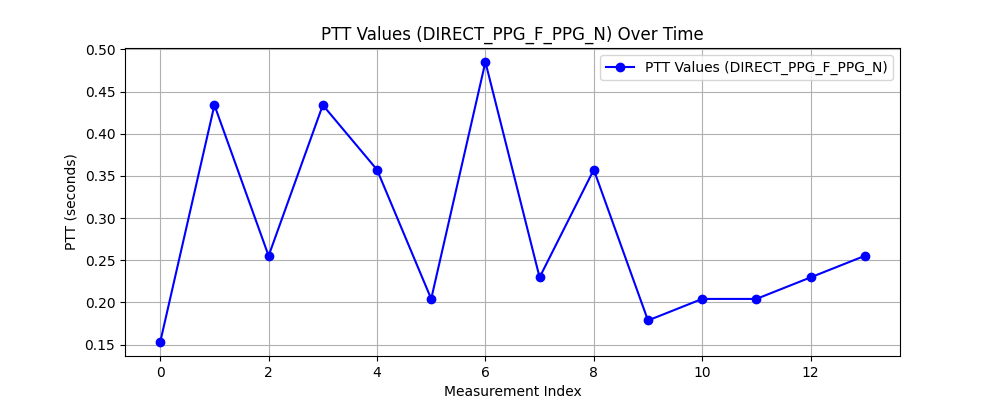 PTT Values (DIRECT_PPG_F_PPG_N) Over Time
PTT Values (DIRECT_PPG_F_PPG_N)
PTT (seconds)
0.50
0.45
0.40
0.35
0.30
0.25
0.20
0.15
0 2 4 6 8 10 12
Measurement Index